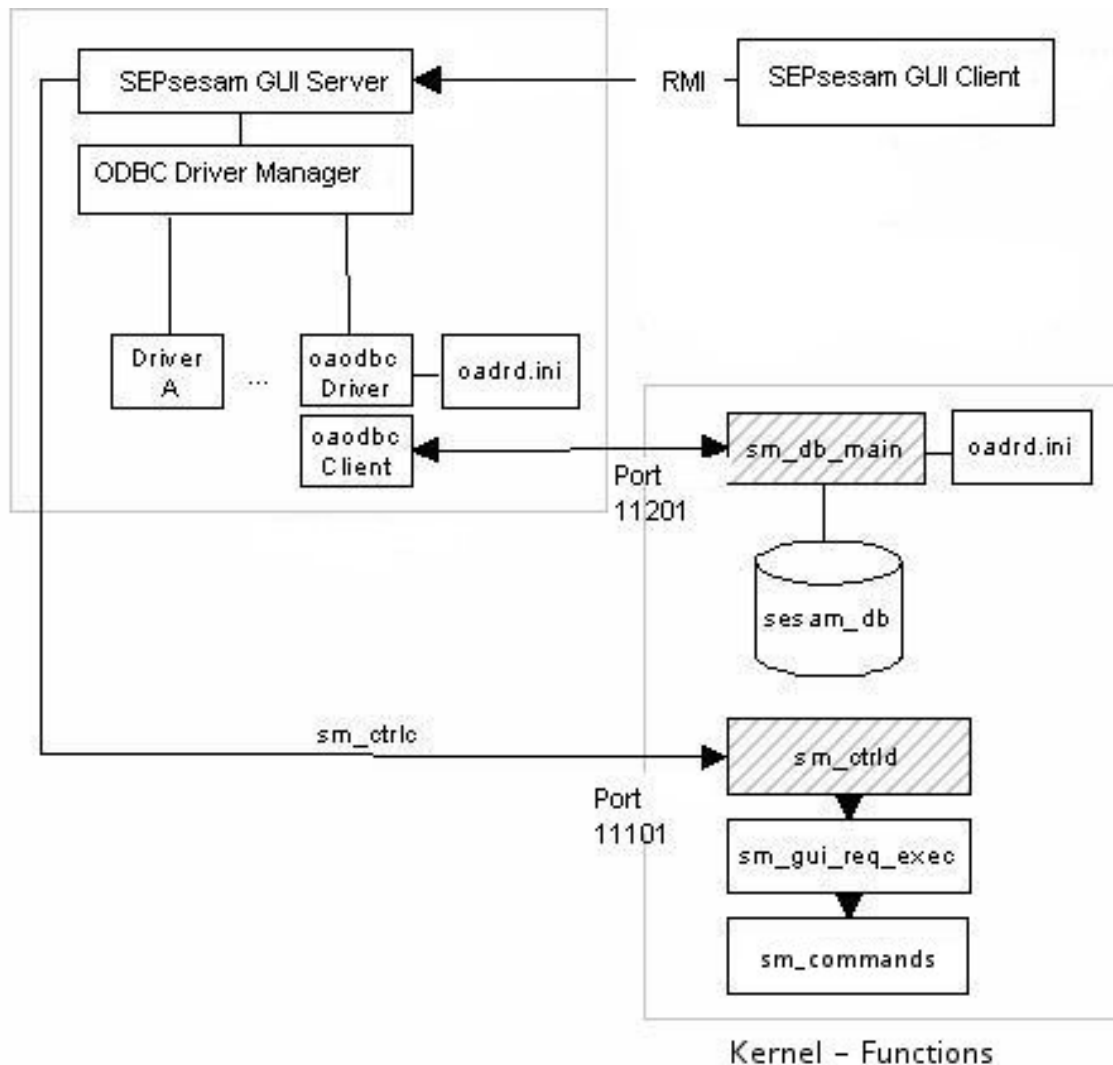 SEPsesam GUI Server
RMI
SEPsesam GUI Client
ODBC Driver Manager
Driver
A
...
oaodbc
Driver
oadrd.ini
oaodbc
Client
Port
11201
sm_db_main
oadrd.ini
sesam_db
sm_ctrlc
Port
11101
sm_ctrld
sm_gui_req_exec
sm_commands
Kernel – Functions